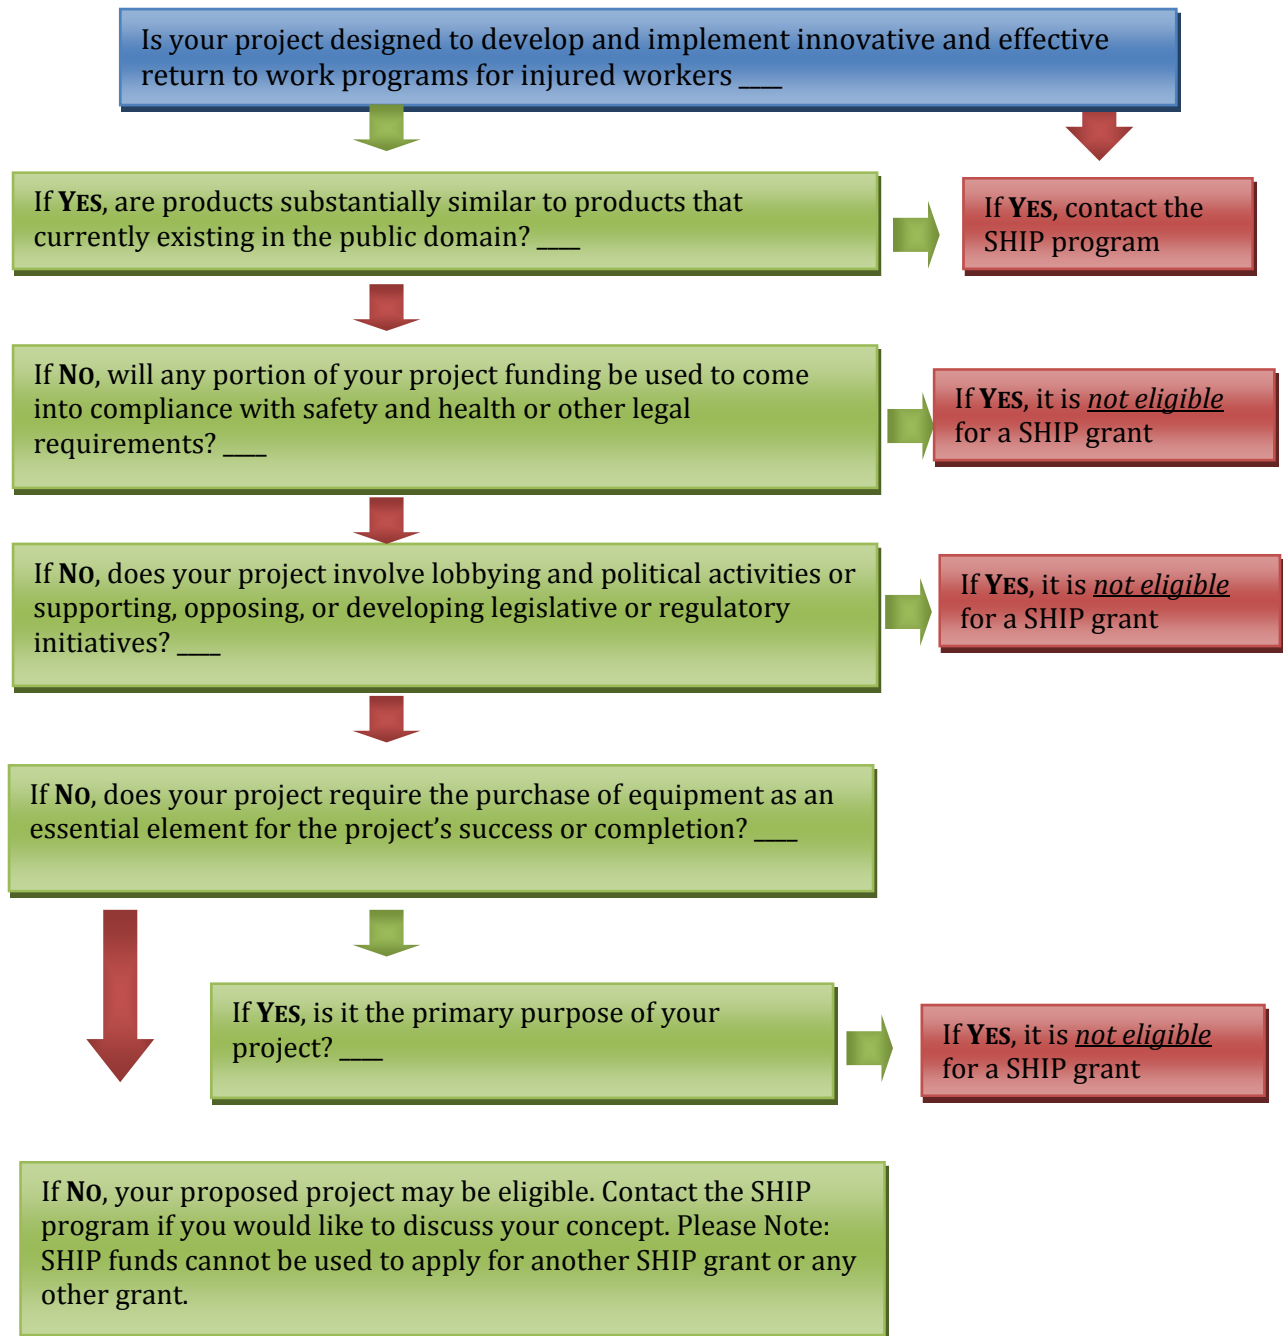 Is your project designed to develop and implement innovative and effective
return to work programs for injured workers ____
If YES, are products substantially similar to products that
currently existing in the public domain? ____
If YES, contact the
SHIP program
If NO, will any portion of your project funding be used to come
into compliance with safety and health or other legal
requirements? ____
If YES, it is not eligible
for a SHIP grant
If NO, does your project involve lobbying and political activities or
supporting, opposing, or developing legislative or regulatory
initiatives? ____
If YES, it is not eligible
for a SHIP grant
If NO, does your project require the purchase of equipment as an
essential element for the project's success or completion? ____
If YES, is it the primary purpose of your
project? ____
If YES, it is not eligible
for a SHIP grant
If NO, your proposed project may be eligible. Contact the SHIP
program if you would like to discuss your concept. Please Note:
SHIP funds cannot be used to apply for another SHIP grant or any
other grant.